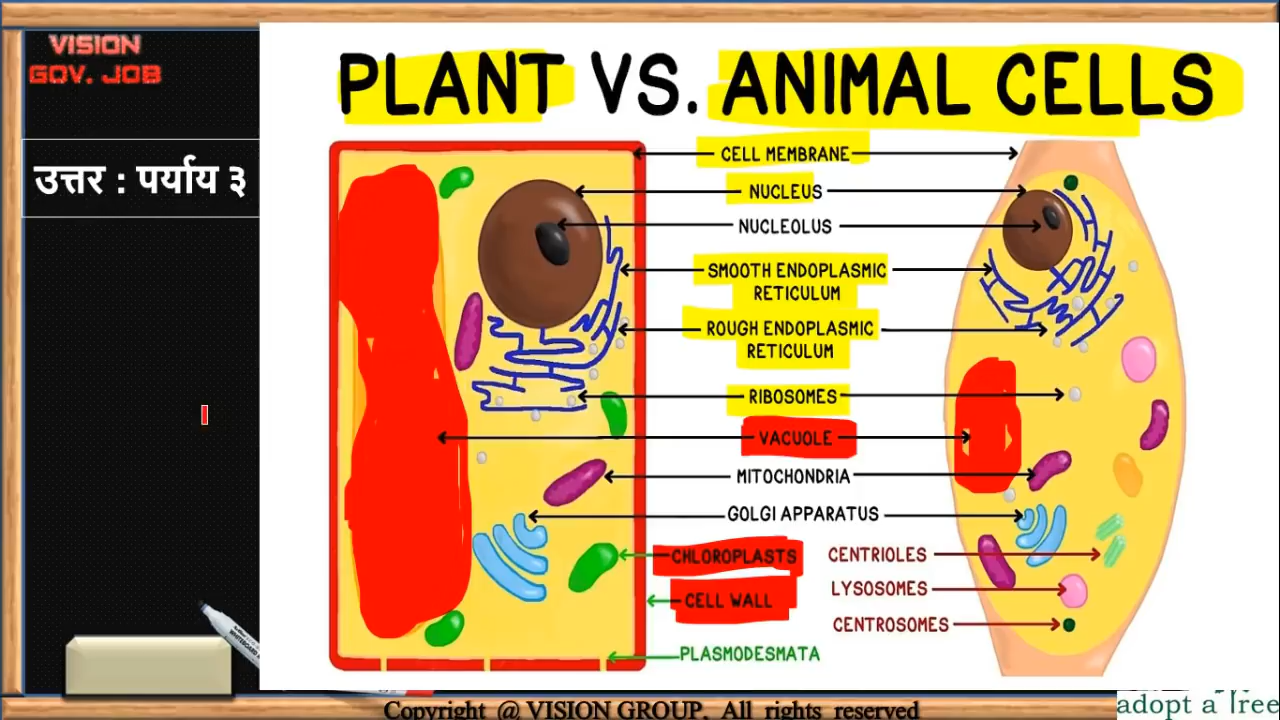 VISION
GOV. JOB
उत्तर : पर्याय ३
PLANT VS. ANIMAL CELLS
CELL MEMBRANE
NUCLEUS
NUCLEOLUS
SMOOTH ENDOPLASMIC
RETICULUM
ROUGH ENDOPLASMIC
RETICULUM
RIBOSOMES
VACUOLE
MITOCHONDRIA
GOLGI APPARATUS
CHLOROPLASTS
CELL WALL
PLASMODESMATA
CENTRIOLES
LYSOSOMES
CENTROSOMES
Copyright @ VISION GROUP, All rights reserved
adopt a Tree